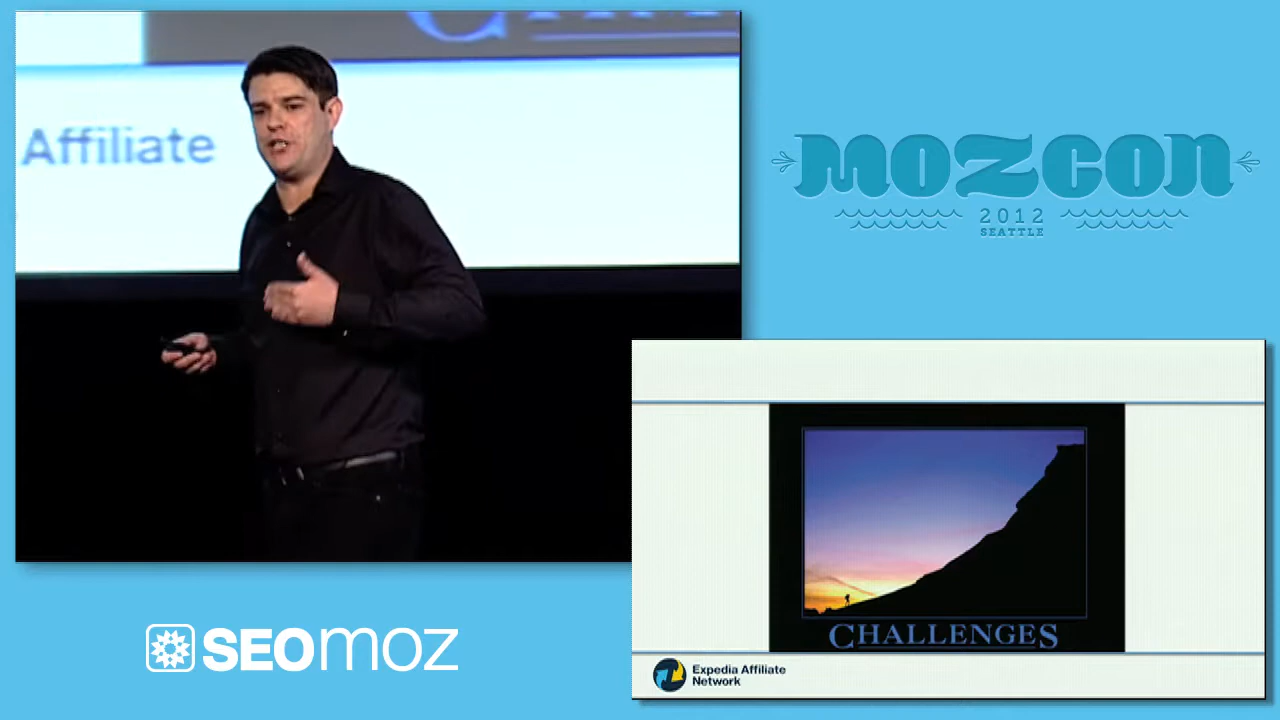 Affiliate
MOZCON
2012
SEATTLE
CHALLENGES
Expedia Affiliate
Network
SEOMOZ